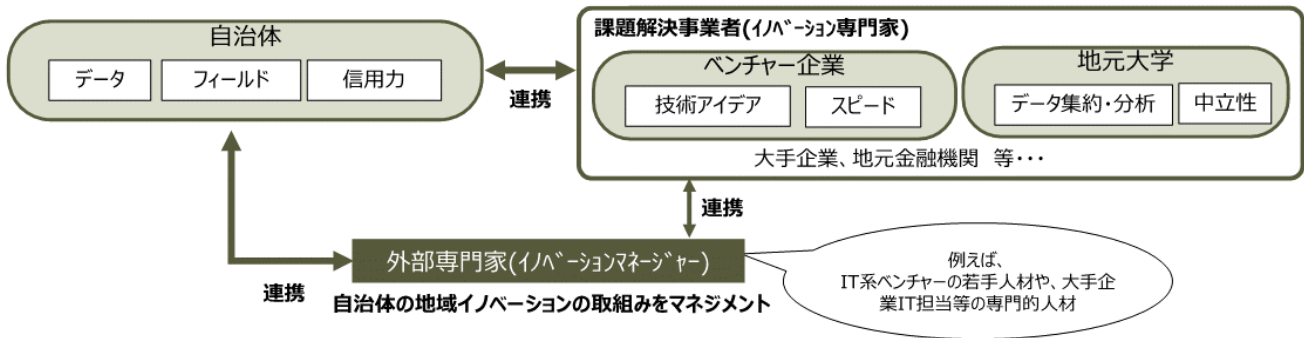 自治体
データ
フィールド
信用力
連携
課題解決事業者(ｲﾉﾍﾞｰｼｮﾝ専門家)
ベンチャー企業
技術アイデア
スピード
地元大学
データ集約・分析
中立性
大手企業、地元金融機関　等・・・
連携
連携
外部専門家(ｲﾉﾍﾞｰｼｮﾝﾏﾈｰｼﾞｬｰ)
自治体の地域イノベーションの取組みをマネジメント
例えば、
IT系ベンチャーの若手人材や、大手企
業IT担当等の専門的人材